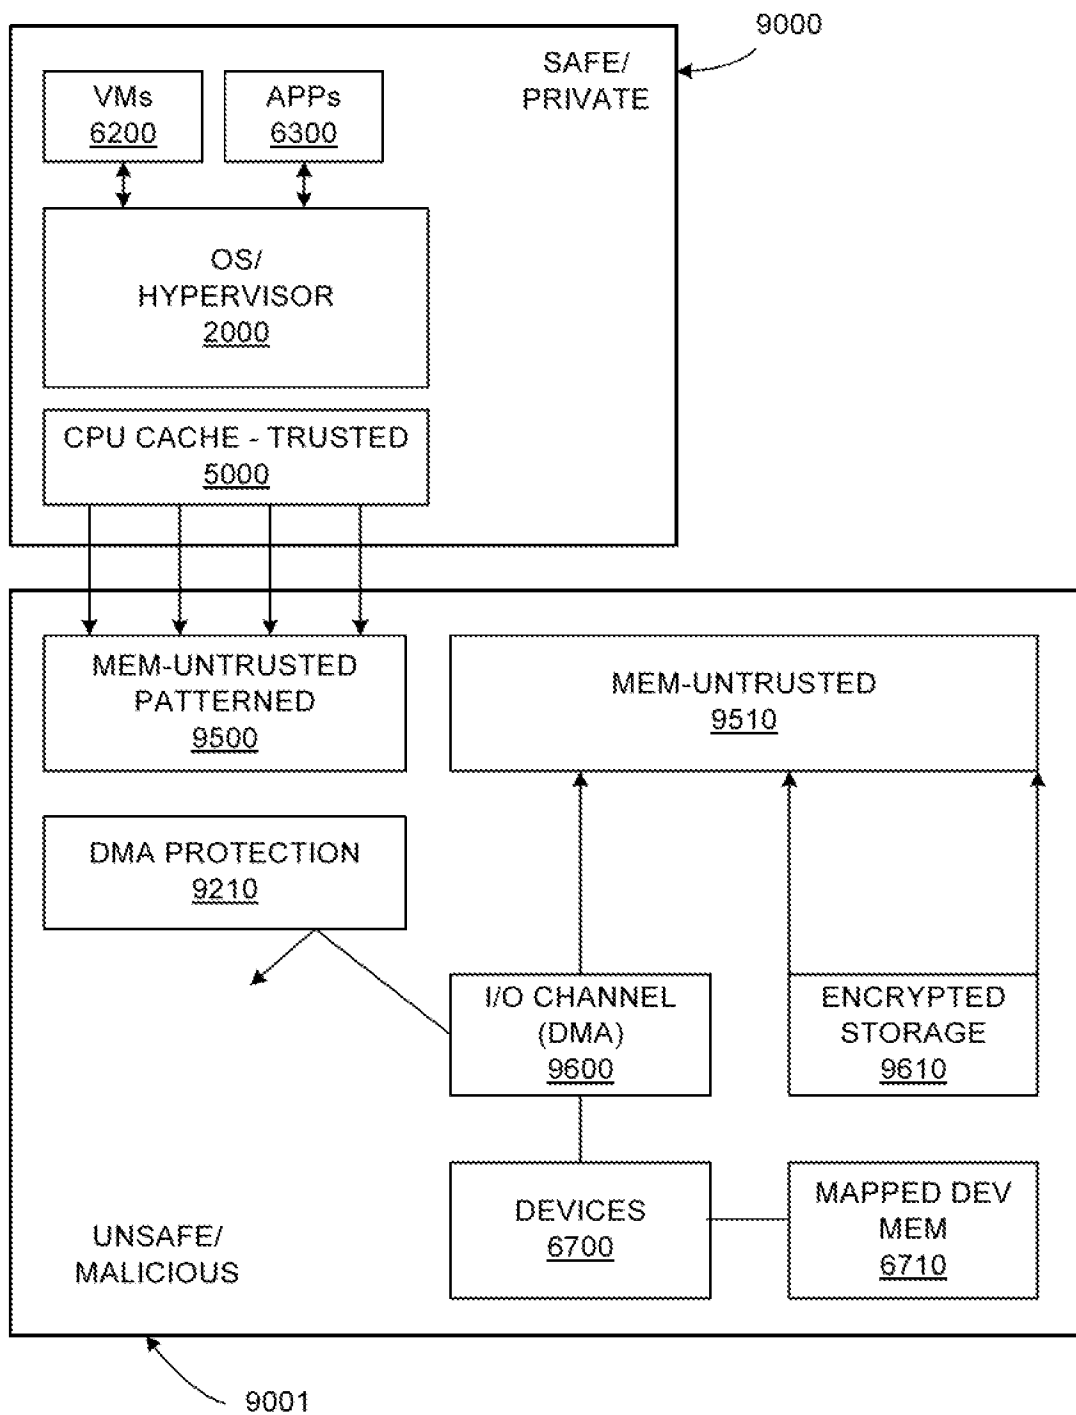 9000
SAFE/
PRIVATE
VMs
6200
APPs
6300
OS/
HYPERVISOR
2000
CPU CACHE - TRUSTED
5000
MEM-UNTRUSTED
PATTERNED
9500
MEM-UNTRUSTED
9510
DMA PROTECTION
9210
I/O CHANNEL
(DMA)
9600
ENCRYPTED
STORAGE
9610
DEVICES
6700
MAPPED DEV
MEM
6710
UNSAFE/
MALICIOUS
9001